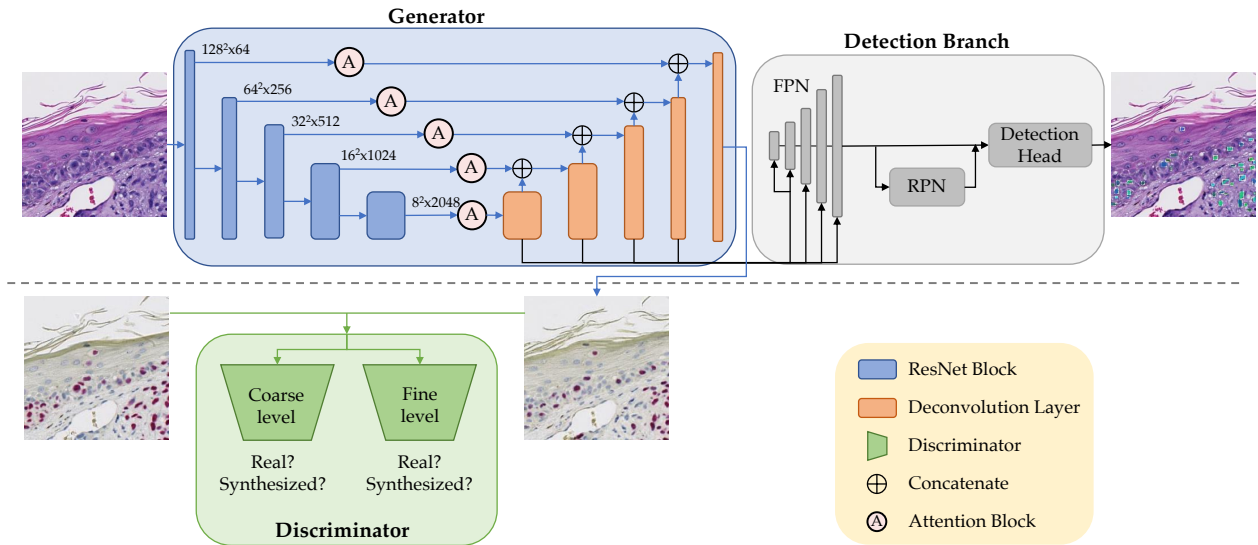 Generator
128²x64
A
64²x256
A
32²x512
A
16²x1024
A
8²x2048
A
Detection Branch
FPN
RPN
Detection
Head
Coarse
level
Fine
level
Real?
Synthesized?
Real?
Synthesized?
Discriminator
ResNet Block
Deconvolution Layer
Discriminator
Concatenate
A
Attention Block